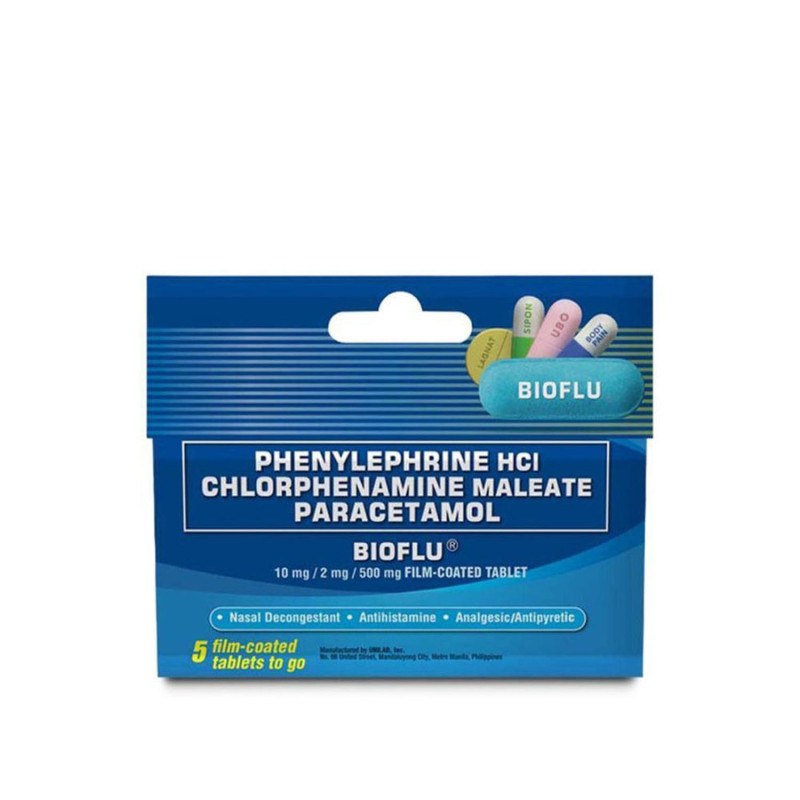 LAGNAT
SIPON
UBO
BODY
PAIN
BIOFLU
PHENYLEPHRINE HCl
CHLORPHENAMINE MALEATE
PARACETAMOL
BIOFLU®
10 mg / 2 mg / 500 mg FILM-COATED TABLET
• Nasal Decongestant • Antihistamine • Analgesic/Antipyretic
5 film-coated
tablets to go
Manufactured by UNILAB, Inc.
No. 66 United Street, Mandaluyong City, Metro Manila, Philippines